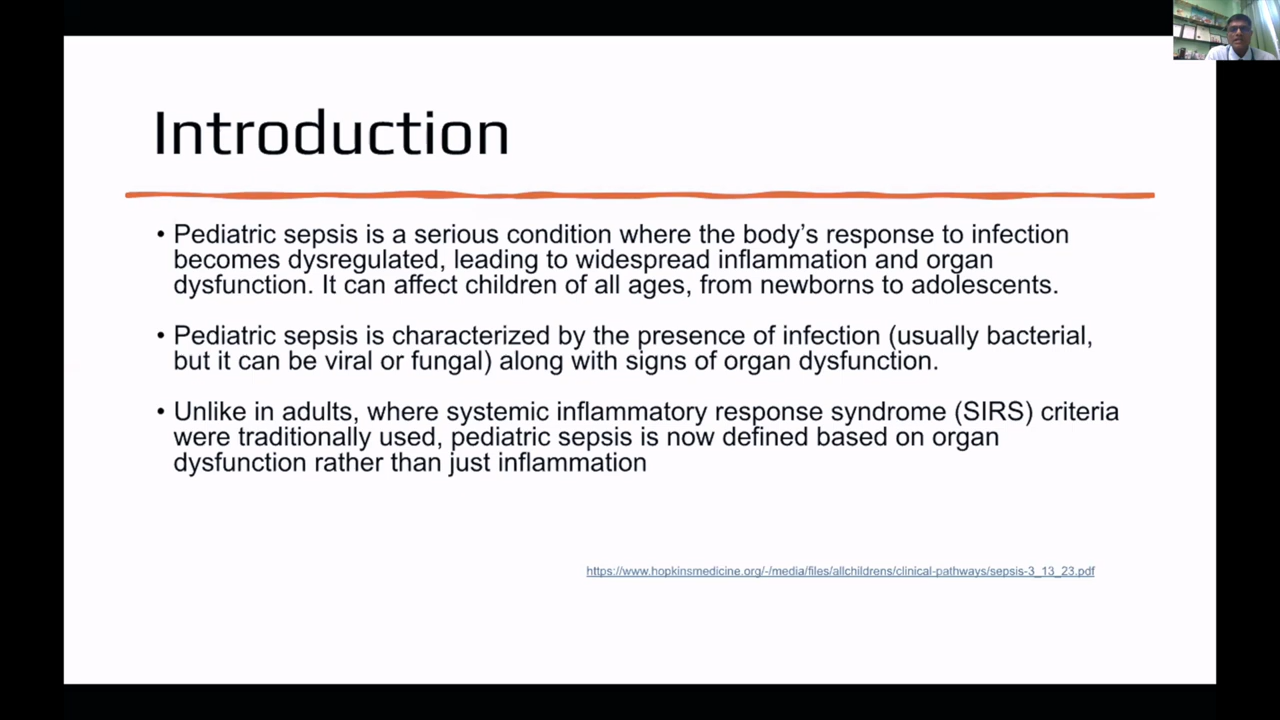 Introduction
• Pediatric sepsis is a serious condition where the body’s response to infection
becomes dysregulated, leading to widespread inflammation and organ
dysfunction. It can affect children of all ages, from newborns to adolescents.
• Pediatric sepsis is characterized by the presence of infection (usually bacterial,
but it can be viral or fungal) along with signs of organ dysfunction.
• Unlike in adults, where systemic inflammatory response syndrome (SIRS) criteria
were traditionally used, pediatric sepsis is now defined based on organ
dysfunction rather than just inflammation
https://www.hopkinsmedicine.org/-/media/files/allchildrens/clinical-pathways/sepsis-3_13_23.pdf